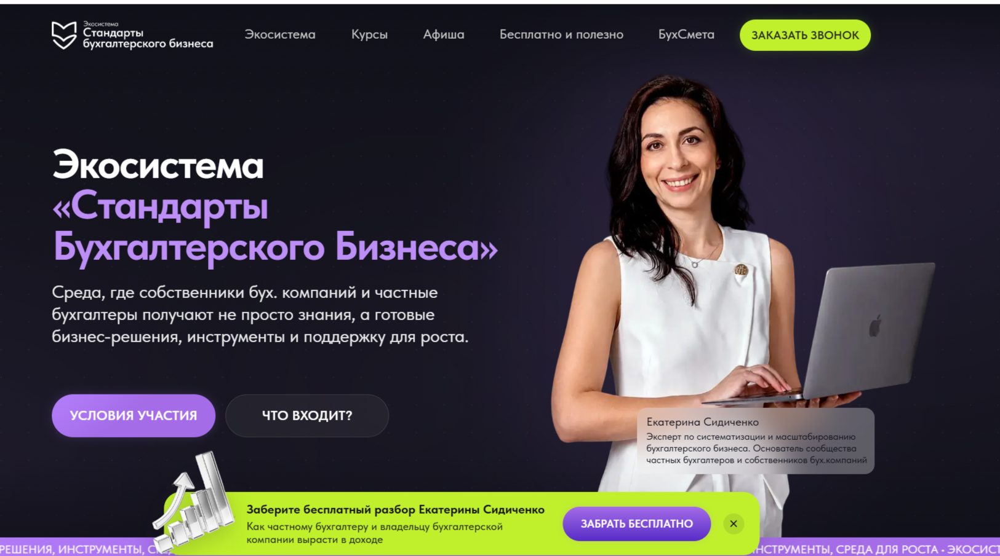 Экосистема
Стандарты
бухгалтерского бизнеса
Экосистема
Курсы
Афиша
Бесплатно и полезно
БухСмета
ЗАКАЗАТЬ ЗВОНОК
Экосистема
«Стандарты
Бухгалтерского Бизнеса»
Среда, где собственники бух. компаний и частные
бухгалтеры получают не просто знания, а готовые
бизнес-решения, инструменты и поддержку для роста.
УСЛОВИЯ УЧАСТИЯ
ЧТО ВХОДИТ?
Екатерина Сидиченко
Эксперт по систематизации и масштабированию
бухгалтерского бизнеса. Основатель сообщества
частных бухгалтеров и собственников бух.компаний
Заберите бесплатный разбор Екатерины Сидиченко
Как частному бухгалтеру и владельцу бухгалтерской
компании вырасти в доходе
ЗАБРАТЬ БЕСПЛАТНО
РЕШЕНИЯ, ИНСТРУМЕНТЫ, НСТРУМЕНТЫ, СРЕДА ДЛЯ РОСТА • ЭКОСИСТ